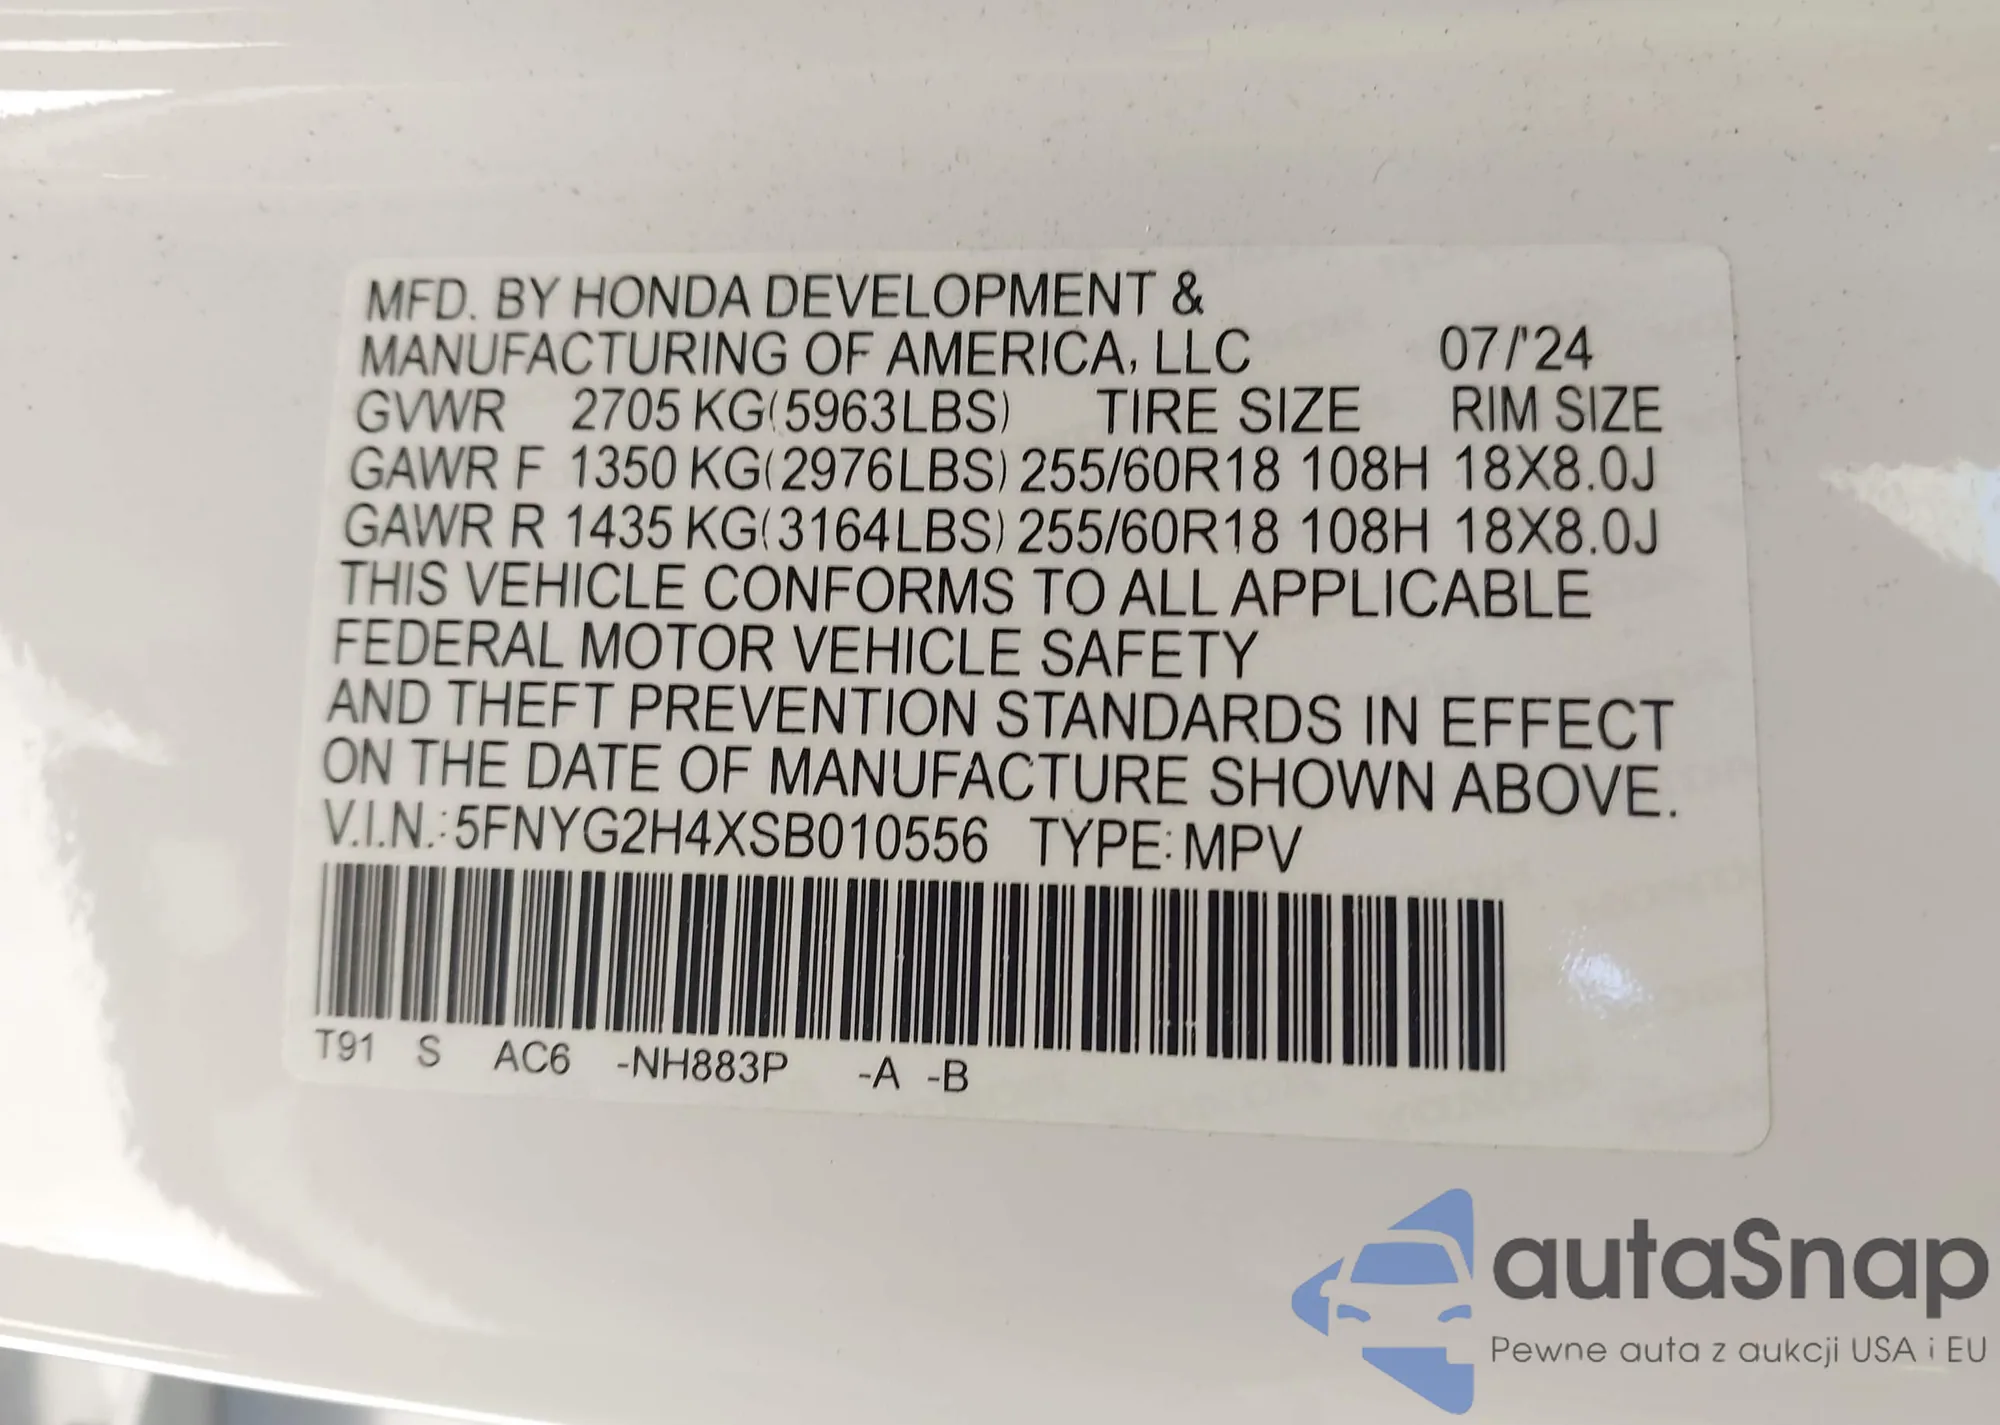 MFD. BY HONDA DEVELOPMENT &
MANUFACTURING OF AMERICA, LLC 07/'24
GVWR 2705 KG(5963LBS) TIRE SIZE RIM SIZE
GAWR F 1350 KG(2976LBS) 255/60R18 108H 18X8.0J
GAWR R 1435 KG(3164LBS) 255/60R18 108H 18X8.0J
THIS VEHICLE CONFORMS TO ALL APPLICABLE
FEDERAL MOTOR VEHICLE SAFETY
AND THEFT PREVENTION STANDARDS IN EFFECT
ON THE DATE OF MANUFACTURE SHOWN ABOVE.
V.I.N.:5FNYG2H4XSB010556 TYPE:MPV
T91 S AC6 -NH883P -A -B
autaSnap
Pewne auta z aukcji USA i EU